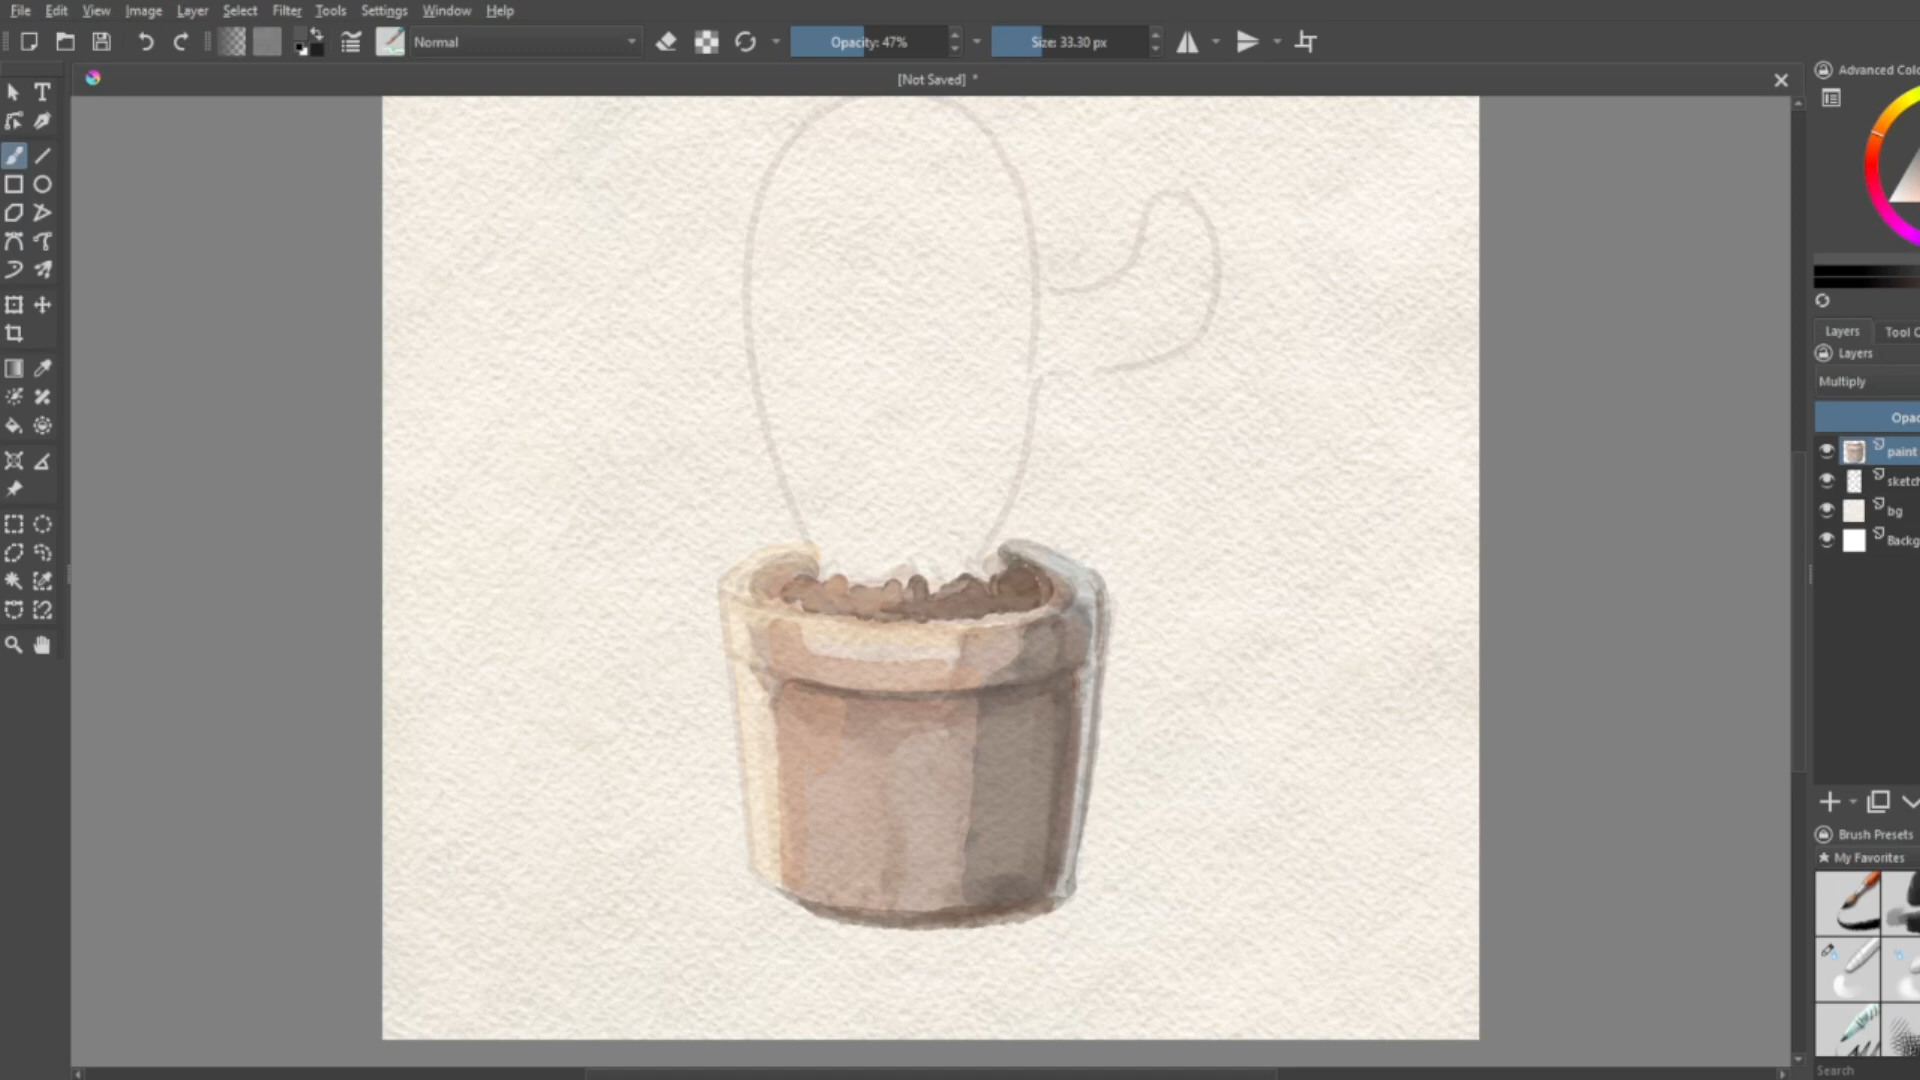 File Edit View Image Layer Select Filter Tools Settings Window Help
Normal
Opacity: 47%
Size: 33.30 px
[Not Saved] *
Advanced Colo
Layers Tool O
Layers
Multiply
Opac
paint
sketch
bg
Backg
Brush Presets
★ My Favorites
Search